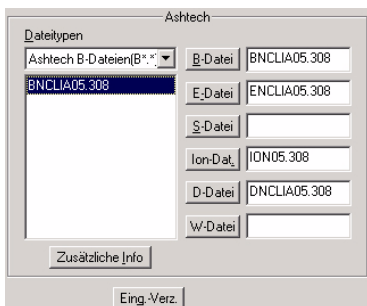 Ashtech
Dateitypen
Ashtech B-Dateien(B*.*)
BNCLIA05.308
B-Datei BNCLIA05.308
E-Datei ENCLIA05.308
S-Datei
Ion-Dat. ION05.308
D-Datei DNCLIA05.308
W-Datei
Zusätzliche Info
Eing.-Verz.